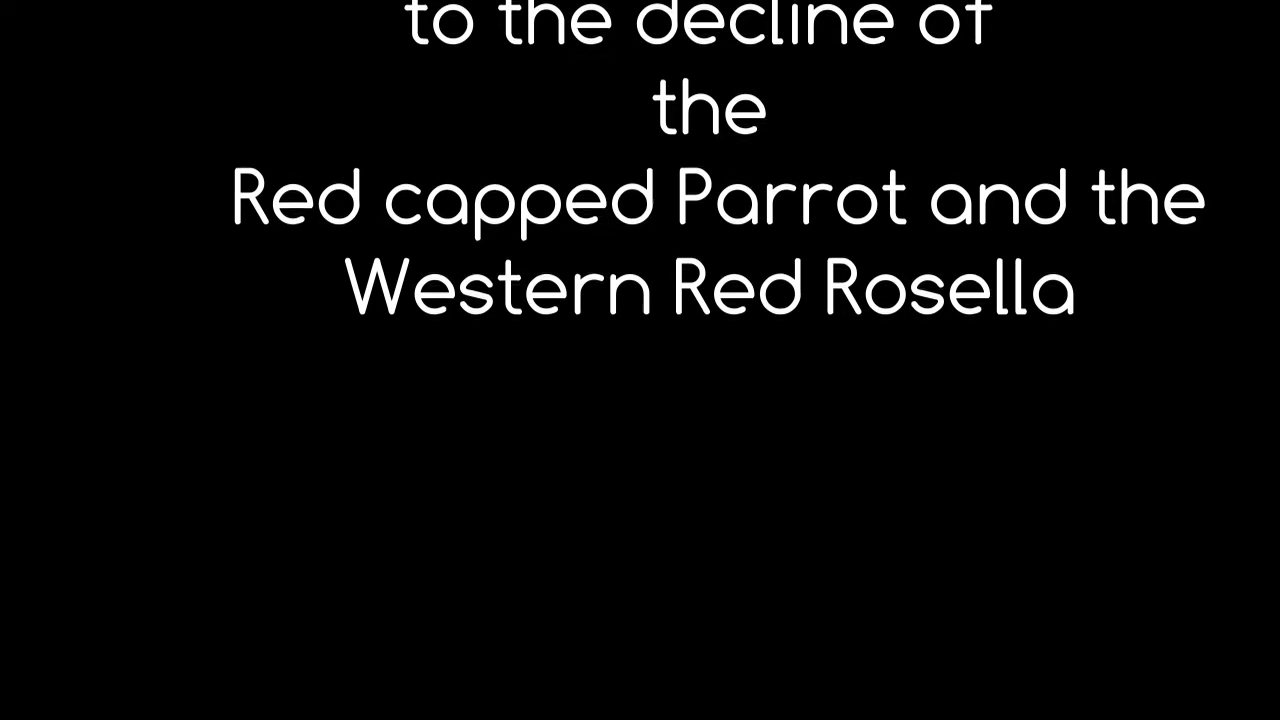 to the decline of
the
Red capped Parrot and the
Western Red Rosella